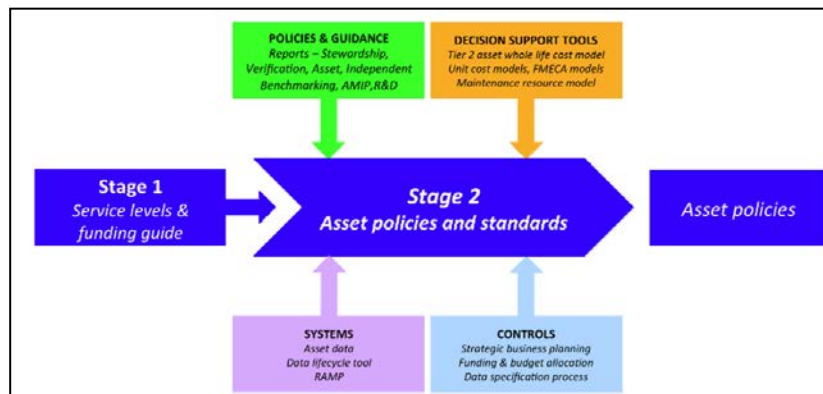 POLICIES & GUIDANCE
Reports – Stewardship,
Verification, Asset, Independent
Benchmarking, AMIP,R&D
DECISION SUPPORT TOOLS
Tier 2 asset whole life cost model
Unit cost models, FMECA models
Maintenance resource model
Stage 1
Service levels &
funding guide
Stage 2
Asset policies and standards
Asset policies
SYSTEMS
Asset data
Data lifecycle tool
RAMP
CONTROLS
Strategic business planning
Funding & budget allocation
Data specification process